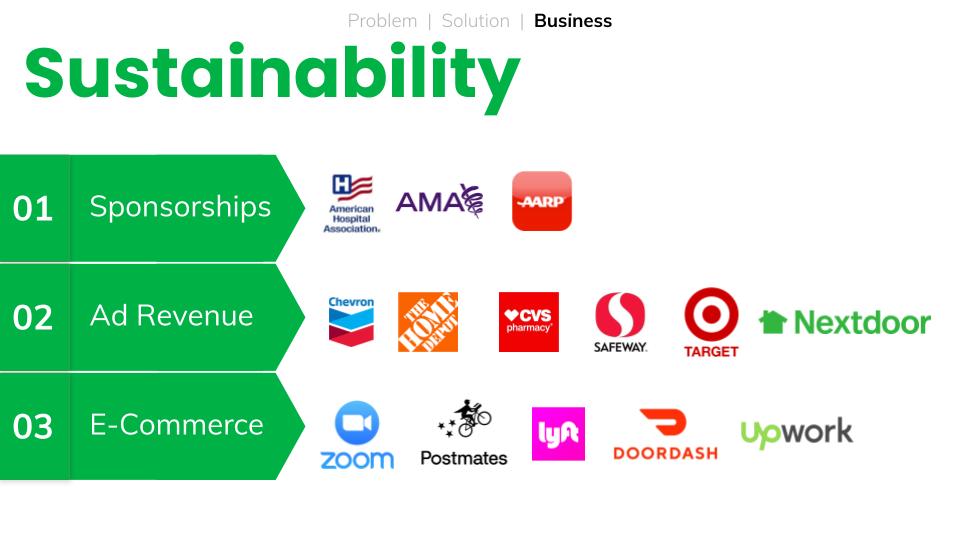 Problem | Solution | Business
Sustainability
01 Sponsorships
American
Hospital
Association.
AMA
AARP
02 Ad Revenue
Chevron
THE
HOME
DEPOT
CVS
pharmacy
SAFEWAY.
TARGET
Nextdoor
03 E-Commerce
zoom
Postmates
lyft
DOORDASH
upwork